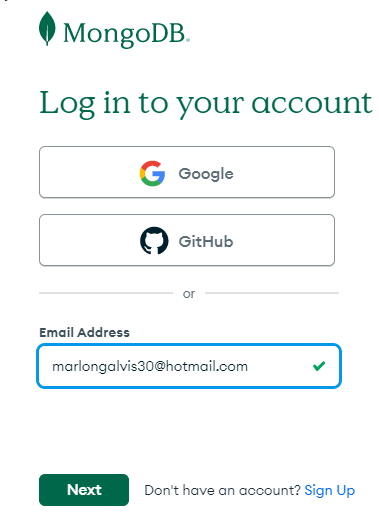 MongoDB.
Log in to your account
Google
GitHub
or
Email Address
marlongalvis30@hotmail.com
Next
Don't have an account? Sign Up